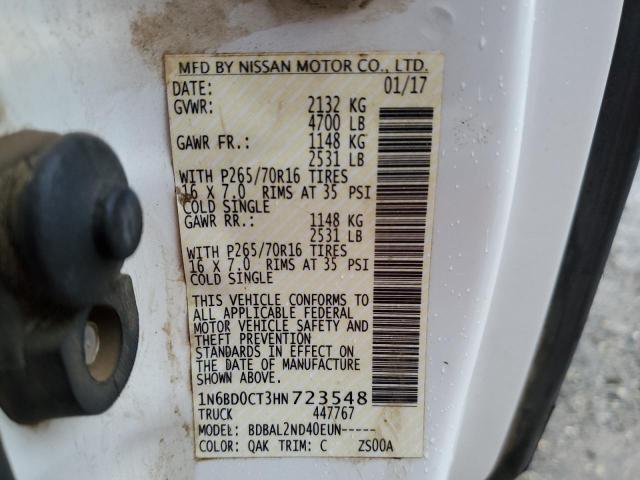 MFD BY NISSAN MOTOR CO., LTD.
DATE: 01/17
GVWR: 2132 KG
4700 LB
GAWR FR.: 1148 KG
2531 LB
WITH P265/70R16 TIRES
16 X 7.0 RIMS AT 35 PSI
COLD SINGLE
GAWR RR.: 1148 KG
2531 LB
WITH P265/70R16 TIRES
16 X 7.0 RIMS AT 35 PSI
COLD SINGLE
THIS VEHICLE CONFORMS TO
ALL APPLICABLE FEDERAL
MOTOR VEHICLE SAFETY AND
THEFT PREVENTION
STANDARDS IN EFFECT ON
THE DATE OF MANUFACTURE
SHOWN ABOVE.
1N6BD0CT3HN723548
TRUCK 447767
MODEL: BDBAL2ND40EUN-----
COLOR: QAK TRIM: C ZS00A